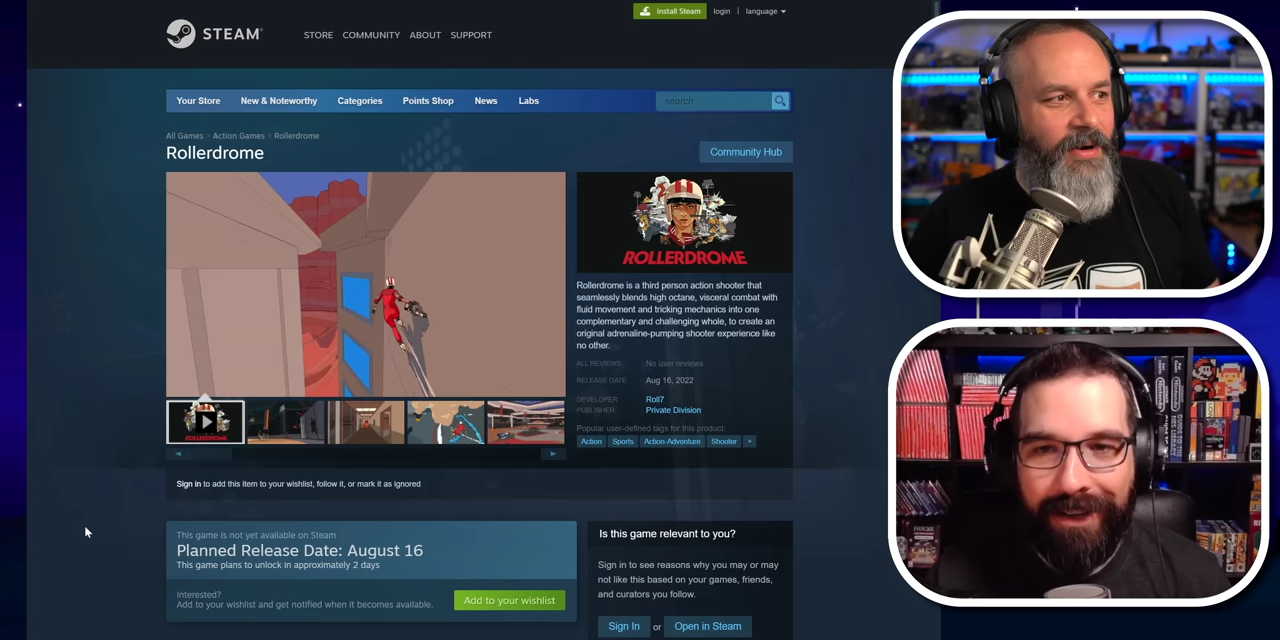 Install Steam
login | language
STEAM
STORE COMMUNITY ABOUT SUPPORT
Your Store New & Noteworthy Categories Points Shop News Labs
search
All Games > Action Games > Rollerdrome
Rollerdrome
Community Hub
ROLLERDROME
Rollerdrome is a third person action shooter that
seamlessly blends high octane, visceral combat with
fluid movement and tricking mechanics into one
complementary and challenging whole, to create an
original adrenaline-pumping shooter experience like
no other.
ALL REVIEWS: No user reviews
RELEASE DATE: Aug 16, 2022
DEVELOPER: Roll7
PUBLISHER: Private Division
Popular user-defined tags for this product:
Action Sports Action-Adventure Shooter +
ROLLERDROME
Sign in to add this item to your wishlist, follow it, or mark it as ignored
This game is not yet available on Steam
Planned Release Date: August 16
This game plans to unlock in approximately 2 days
Interested?
Add to your wishlist and get notified when it becomes available.
Add to your wishlist
Is this game relevant to you?
Sign in to see reasons why you may or may
not like this based on your games, friends,
and curators you follow.
Sign In or Open in Steam